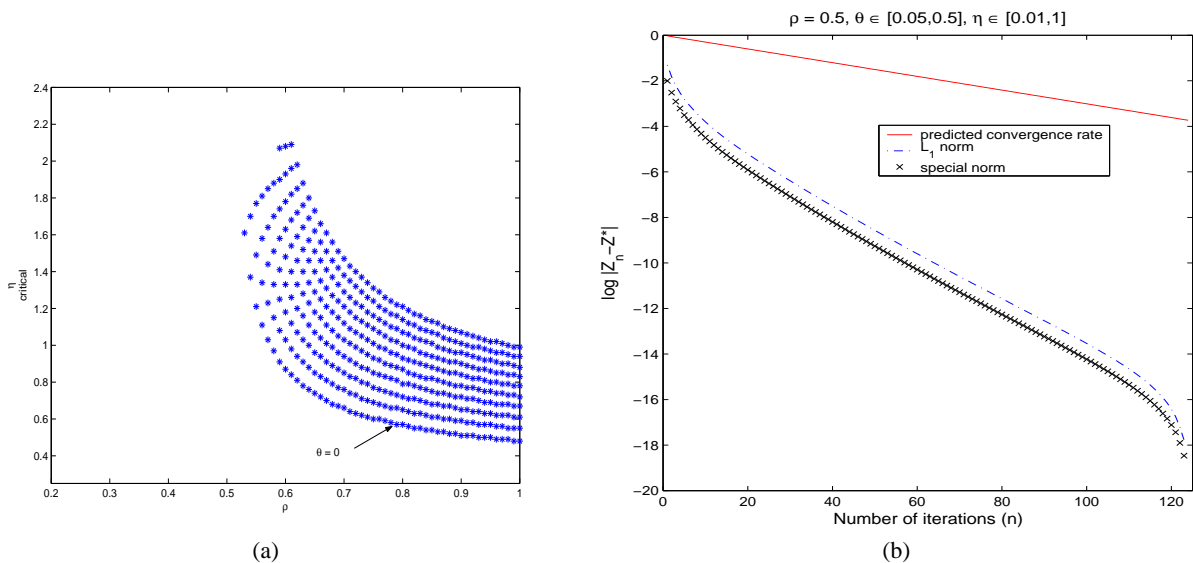 2.4
2.2
2
1.8
1.6
1.4
1.2
1
0.8
0.6
0.4
η critical
θ = 0
0.2 0.3 0.4 0.5 0.6 0.7 0.8 0.9 1
ρ
(a)
ρ = 0.5, θ ∈ [0.05,0.5], η ∈ [0.01,1]
0
−2
−4
−6
−8
−10
−12
−14
−16
−18
−20
log |Z_n−Z*|
predicted convergence rate
L_1 norm
special norm
0 20 40 60 80 100 120
Number of iterations (n)
(b)